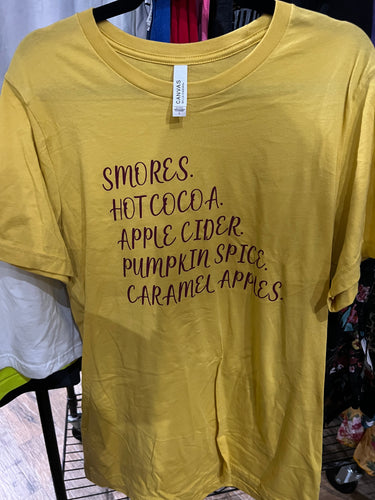 CANVAS
SMORES.
HOT COCOA.
APPLE CIDER.
PUMPKIN SPICE.
CARAMEL APPLES.